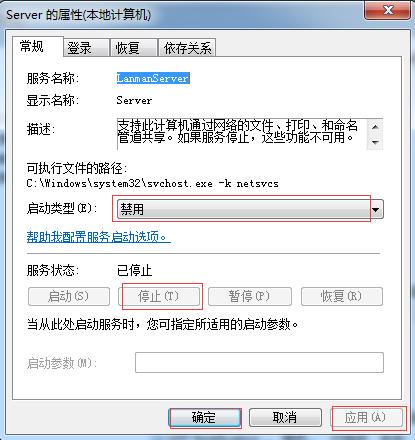 Server 的属性(本地计算机)
常规 登录 恢复 依存关系
服务名称: LanmanServer
显示名称: Server
描述: 支持此计算机通过网络的文件、打印、和命名
管道共享。如果服务停止，这些功能不可用。
可执行文件的路径:
C:\Windows\system32\svchost.exe -k netsvcs
启动类型(E): 禁用
帮助我配置服务启动选项。
服务状态: 已停止
启动(S) 停止(T) 暂停(P) 恢复(R)
当从此处启动服务时，您可指定所适用的启动参数。
启动参数(M):
确定 取消 应用(A)